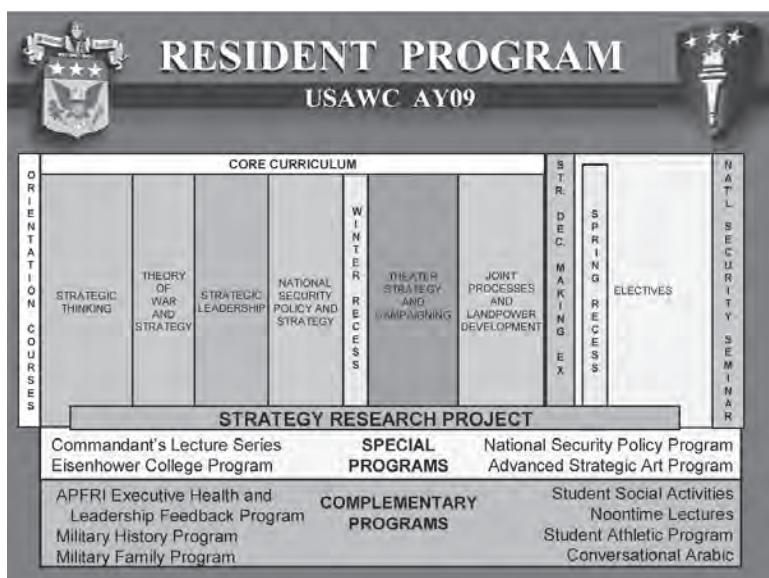 RESIDENT PROGRAM
USAWC AY09
ORIENTATION COURSES
CORE CURRICULUM
STRATEGIC
THINKING
THEORY
OF
WAR
AND
STRATEGY
STRATEGIC
LEADERSHIP
NATIONAL
SECURITY
POLICY AND
STRATEGY
WINTER RECESS
THEATER
STRATEGY
AND
CAMPAIGNING
JOINT
PROCESSES
AND
LANDPOWER
DEVELOPMENT
STR. DEC. MAKING EX
SPRING RECESS
ELECTIVES
NAT'L SECURITY SEMINAR
STRATEGY RESEARCH PROJECT
Commandant's Lecture Series
Eisenhower College Program
SPECIAL
PROGRAMS
National Security Policy Program
Advanced Strategic Art Program
APFRI Executive Health and
Leadership Feedback Program
Military History Program
Military Family Program
COMPLEMENTARY
PROGRAMS
Student Social Activities
Noontime Lectures
Student Athletic Program
Conversational Arabic